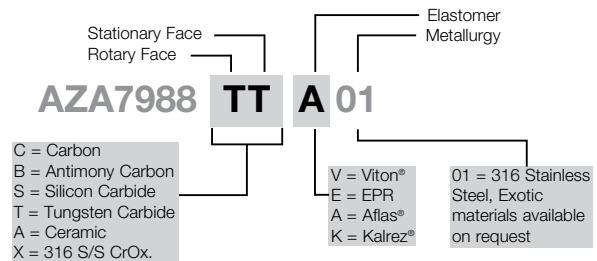 Stationary Face
Rotary Face
Elastomer
Metallurgy
AZA7988 TT A 01
C = Carbon
B = Antimony Carbon
S = Silicon Carbide
T = Tungsten Carbide
A = Ceramic
X = 316 S/S CrOx.
V = Viton®
E = EPR
A = Aflas®
K = Kalrez®
01 = 316 Stainless
Steel, Exotic
materials available
on request